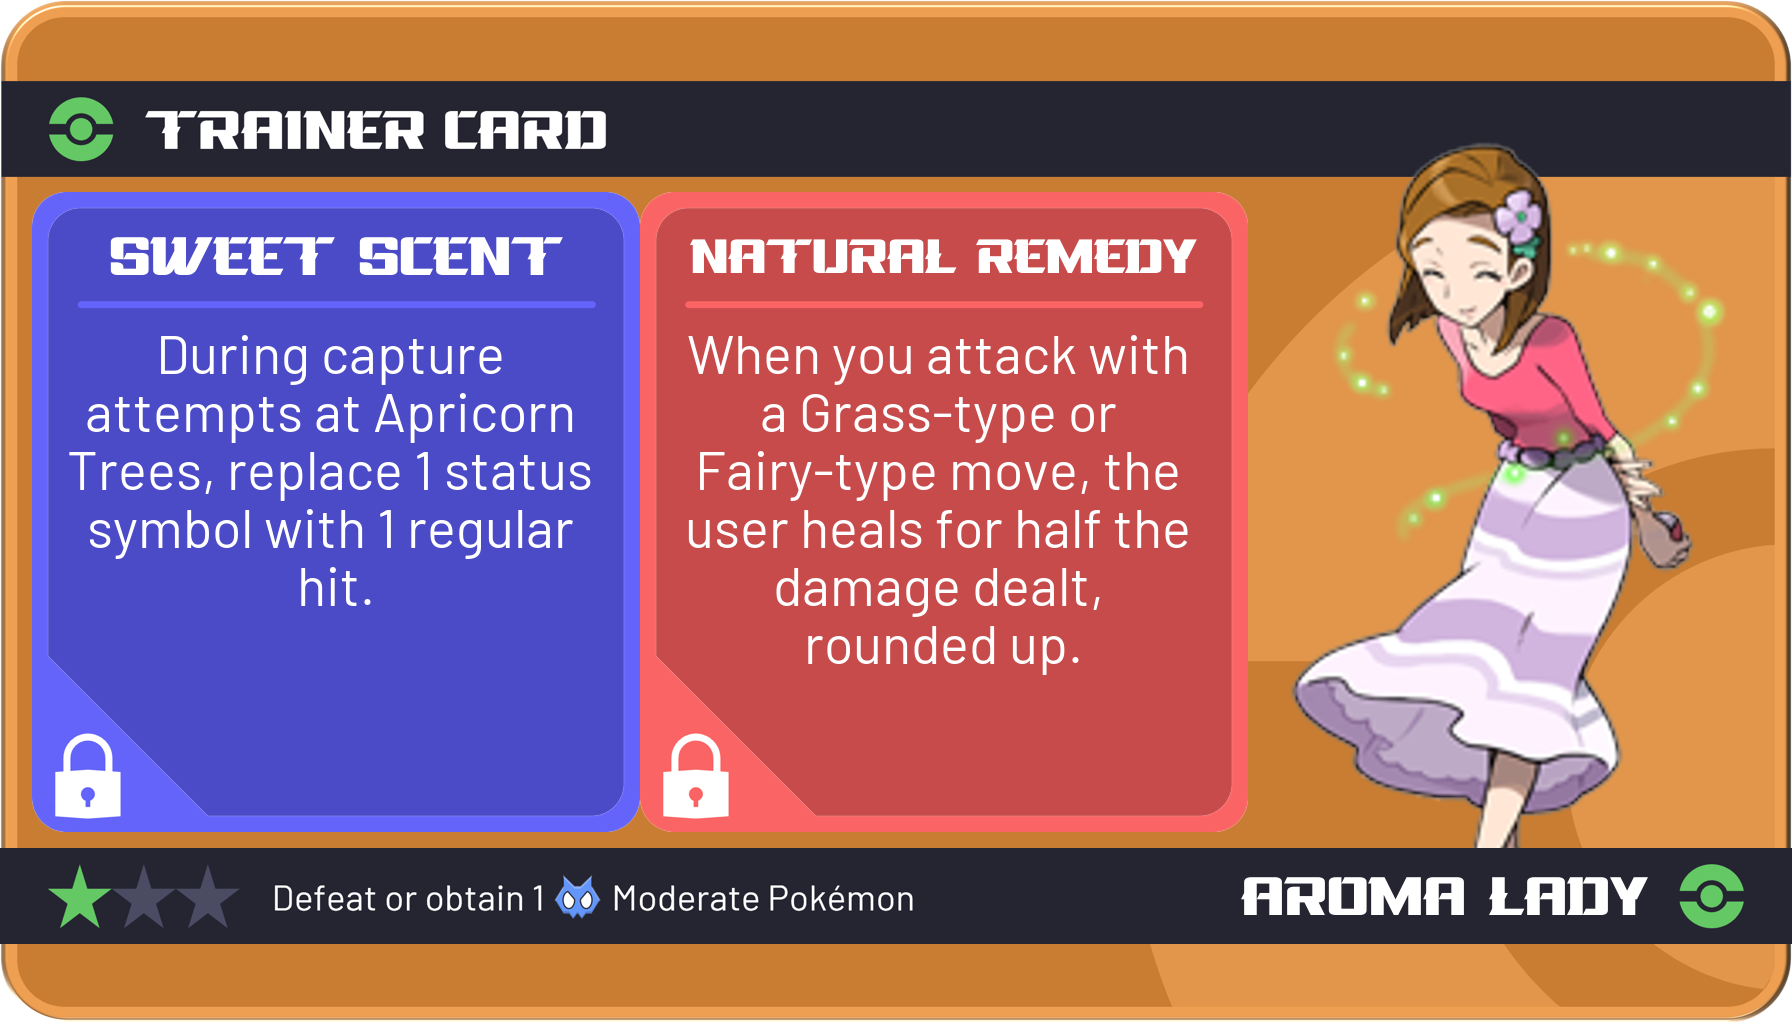 TRAINER CARD
SWEET SCENT
During capture
attempts at Apricorn
Trees, replace 1 status
symbol with 1 regular
hit.
NATURAL REMEDY
When you attack with
a Grass-type or
Fairy-type move, the
user heals for half the
damage dealt,
rounded up.
Defeat or obtain 1 Moderate Pokémon
AROMA LADY